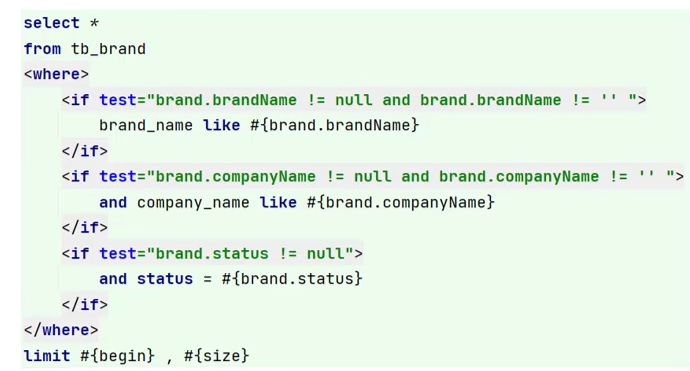 select *
from tb_brand
<where>
    <if test="brand.brandName != null and brand.brandName != '' ">
        brand_name like #{brand.brandName}
    </if>
    <if test="brand.companyName != null and brand.companyName != '' ">
        and company_name like #{brand.companyName}
    </if>
    <if test="brand.status != null">
        and status = #{brand.status}
    </if>
</where>
limit #{begin} , #{size}